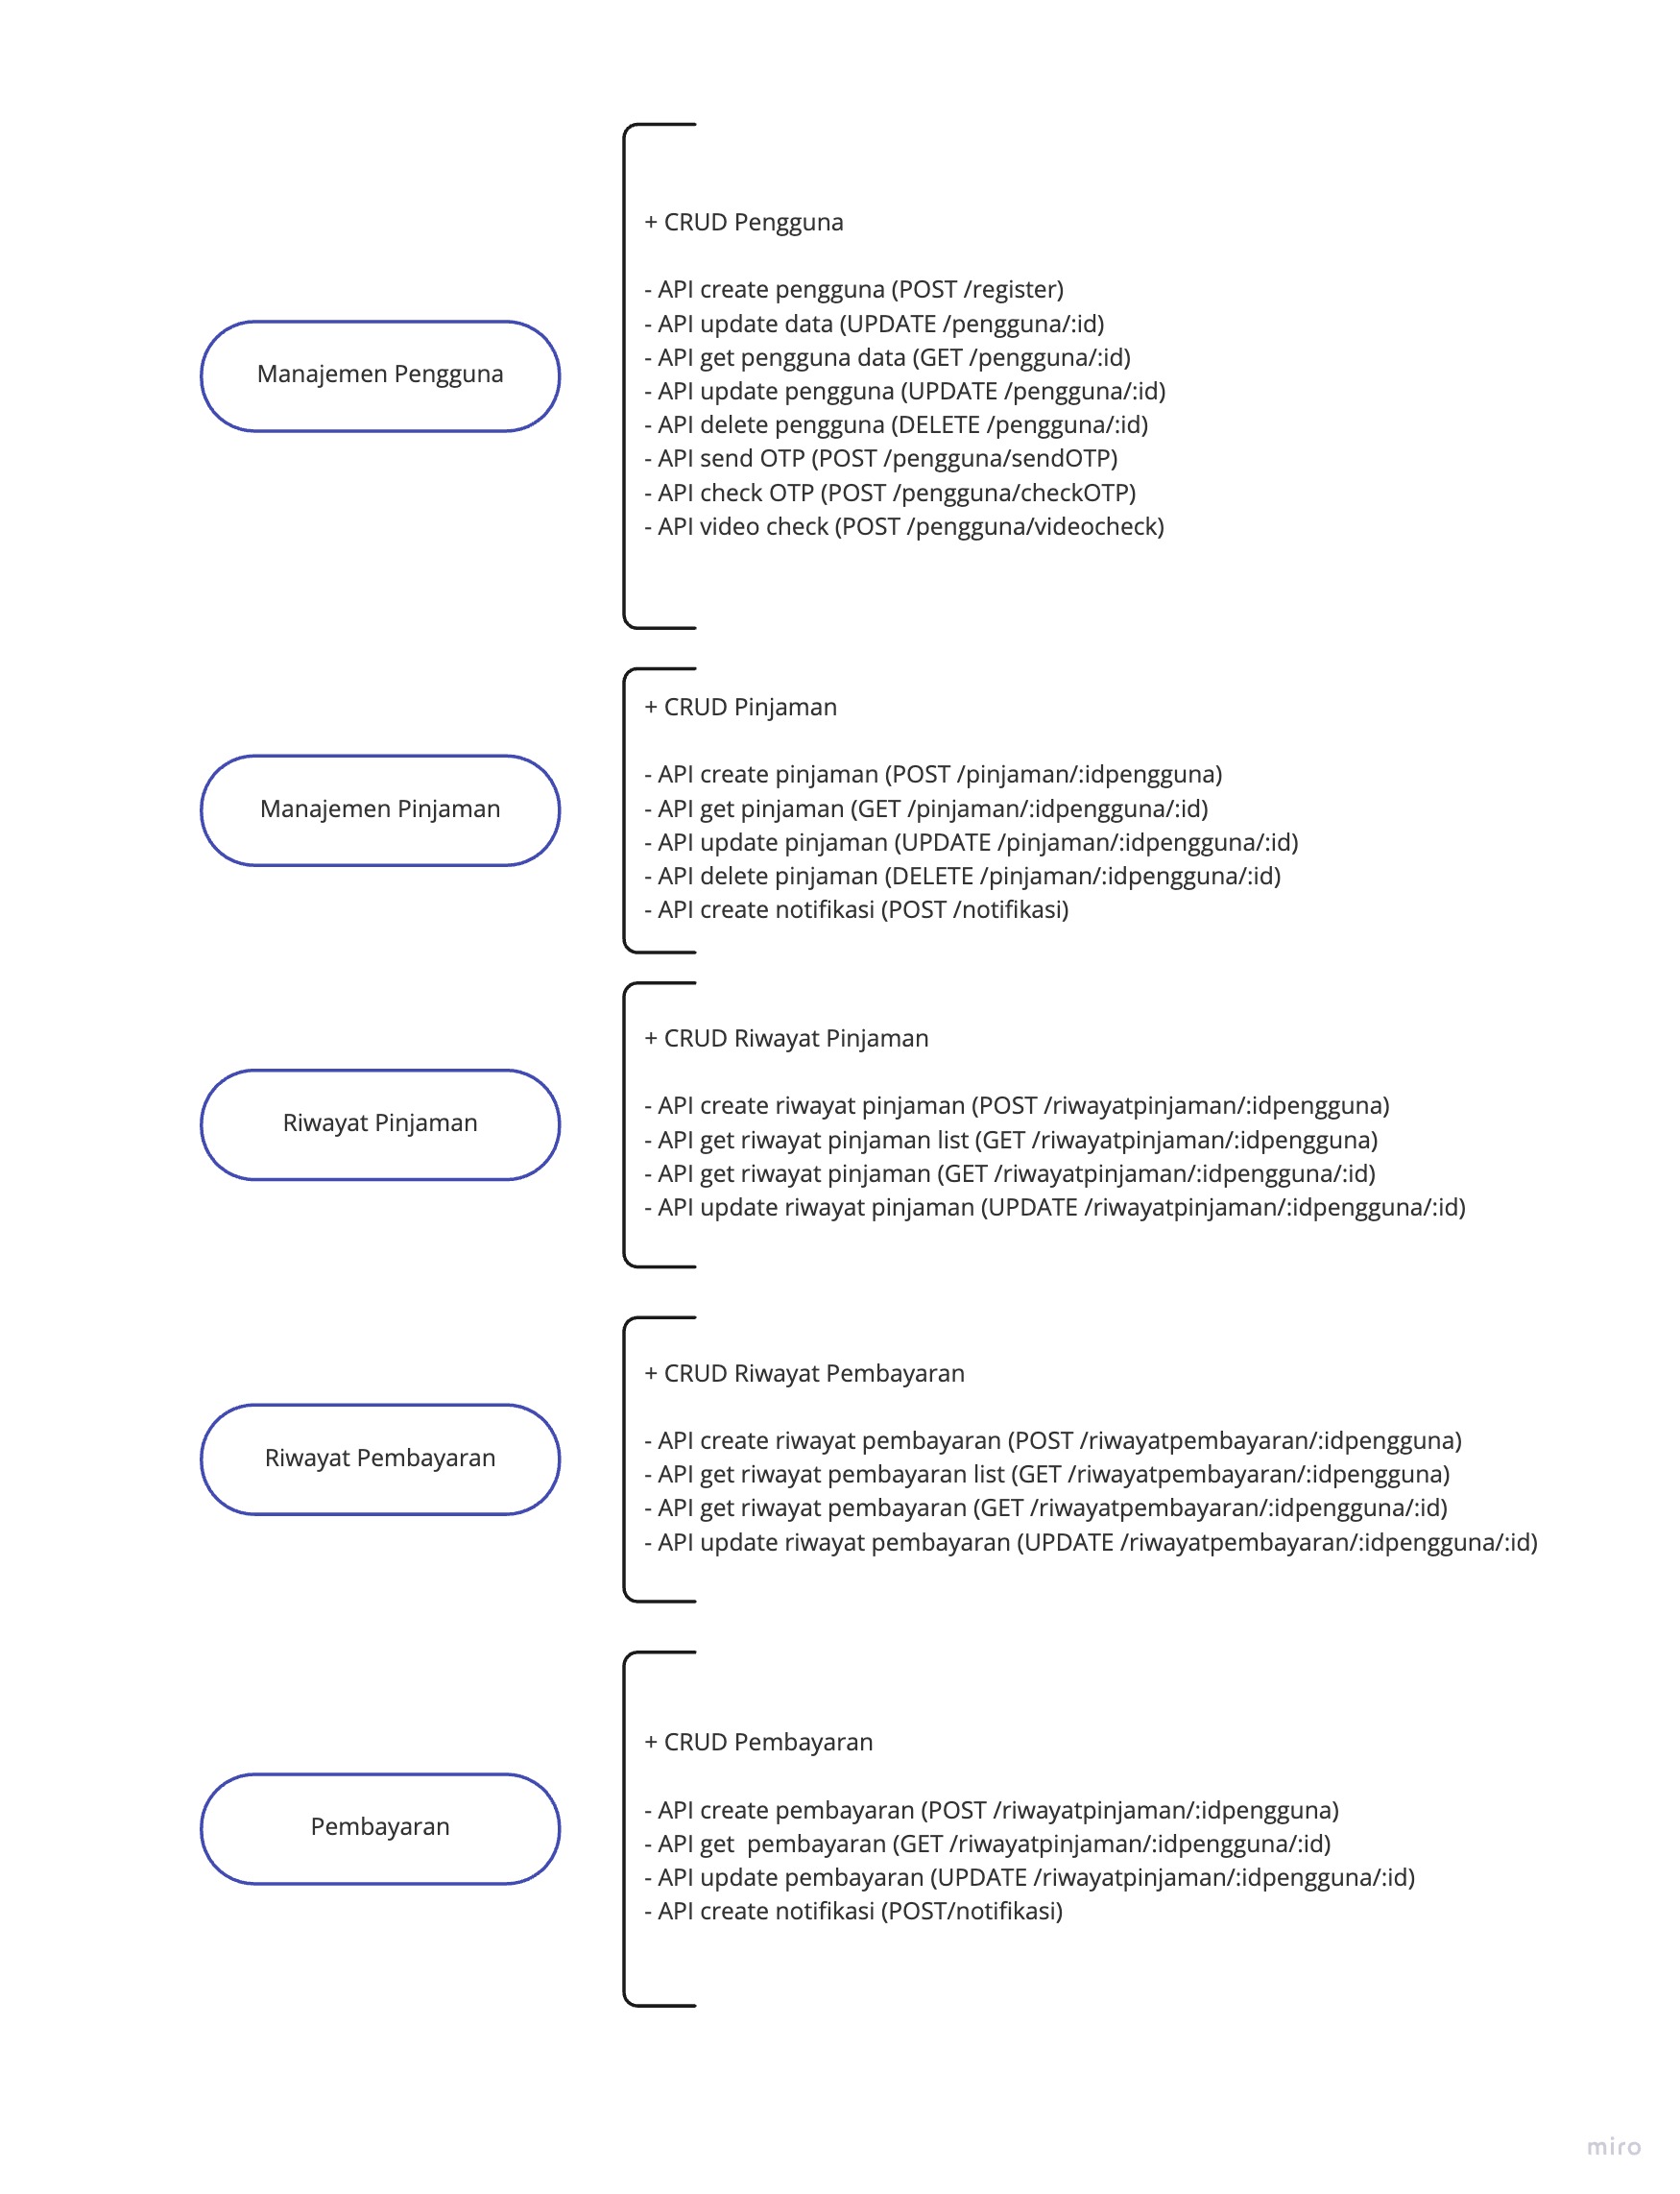 + CRUD Pengguna
- API create pengguna (POST /register)
- API update data (UPDATE /pengguna/:id)
- API get pengguna data (GET /pengguna/:id)
- API update pengguna (UPDATE /pengguna/:id)
- API delete pengguna (DELETE /pengguna/:id)
- API send OTP (POST /pengguna/sendOTP)
- API check OTP (POST /pengguna/checkOTP)
- API video check (POST /pengguna/videocheck)
Manajemen Pengguna
+ CRUD Pinjaman
- API create pinjaman (POST /pinjaman/:idpengguna)
- API get pinjaman (GET /pinjaman/:idpengguna/:id)
- API update pinjaman (UPDATE /pinjaman/:idpengguna/:id)
- API delete pinjaman (DELETE /pinjaman/:idpengguna/:id)
- API create notifikasi (POST /notifikasi)
Manajemen Pinjaman
+ CRUD Riwayat Pinjaman
- API create riwayat pinjaman (POST /riwayatpinjaman/:idpengguna)
- API get riwayat pinjaman list (GET /riwayatpinjaman/:idpengguna)
- API get riwayat pinjaman (GET /riwayatpinjaman/:idpengguna/:id)
- API update riwayat pinjaman (UPDATE /riwayatpinjaman/:idpengguna/:id)
Riwayat Pinjaman
+ CRUD Riwayat Pembayaran
- API create riwayat pembayaran (POST /riwayatpembayaran/:idpengguna)
- API get riwayat pembayaran list (GET /riwayatpembayaran/:idpengguna)
- API get riwayat pembayaran (GET /riwayatpembayaran/:idpengguna/:id)
- API update riwayat pembayaran (UPDATE /riwayatpembayaran/:idpengguna/:id)
Riwayat Pembayaran
+ CRUD Pembayaran
- API create pembayaran (POST /riwayatpinjaman/:idpengguna)
- API get  pembayaran (GET /riwayatpinjaman/:idpengguna/:id)
- API update pembayaran (UPDATE /riwayatpinjaman/:idpengguna/:id)
- API create notifikasi (POST/notifikasi)
Pembayaran
miro